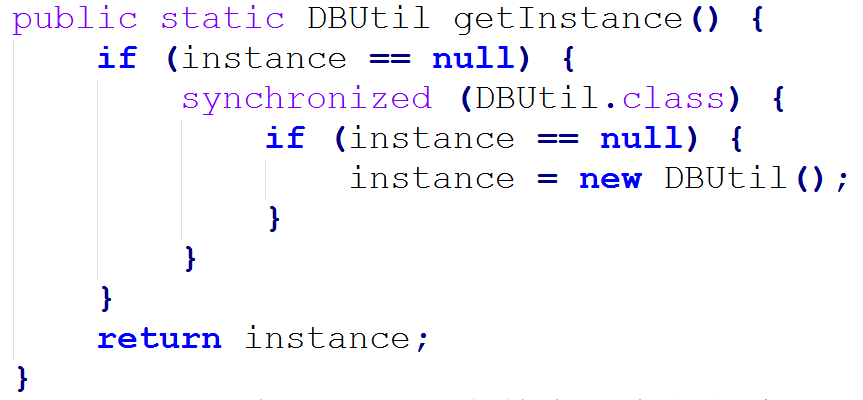 public static DBUtil getInstance() {
    if (instance == null) {
        synchronized (DBUtil.class) {
            if (instance == null) {
                instance = new DBUtil();
            }
        }
    }
    return instance;
}